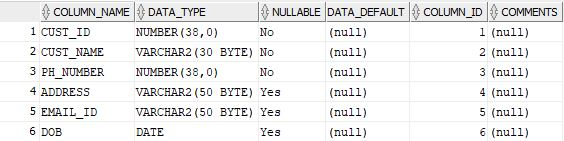 COLUMN_NAME DATA_TYPE NULLABLE DATA_DEFAULT COLUMN_ID COMMENTS
1 CUST_ID NUMBER(38,0) No (null) 1 (null)
2 CUST_NAME VARCHAR2(30 BYTE) No (null) 2 (null)
3 PH_NUMBER NUMBER(38,0) No (null) 3 (null)
4 ADDRESS VARCHAR2(50 BYTE) Yes (null) 4 (null)
5 EMAIL_ID VARCHAR2(50 BYTE) Yes (null) 5 (null)
6 DOB DATE Yes (null) 6 (null)